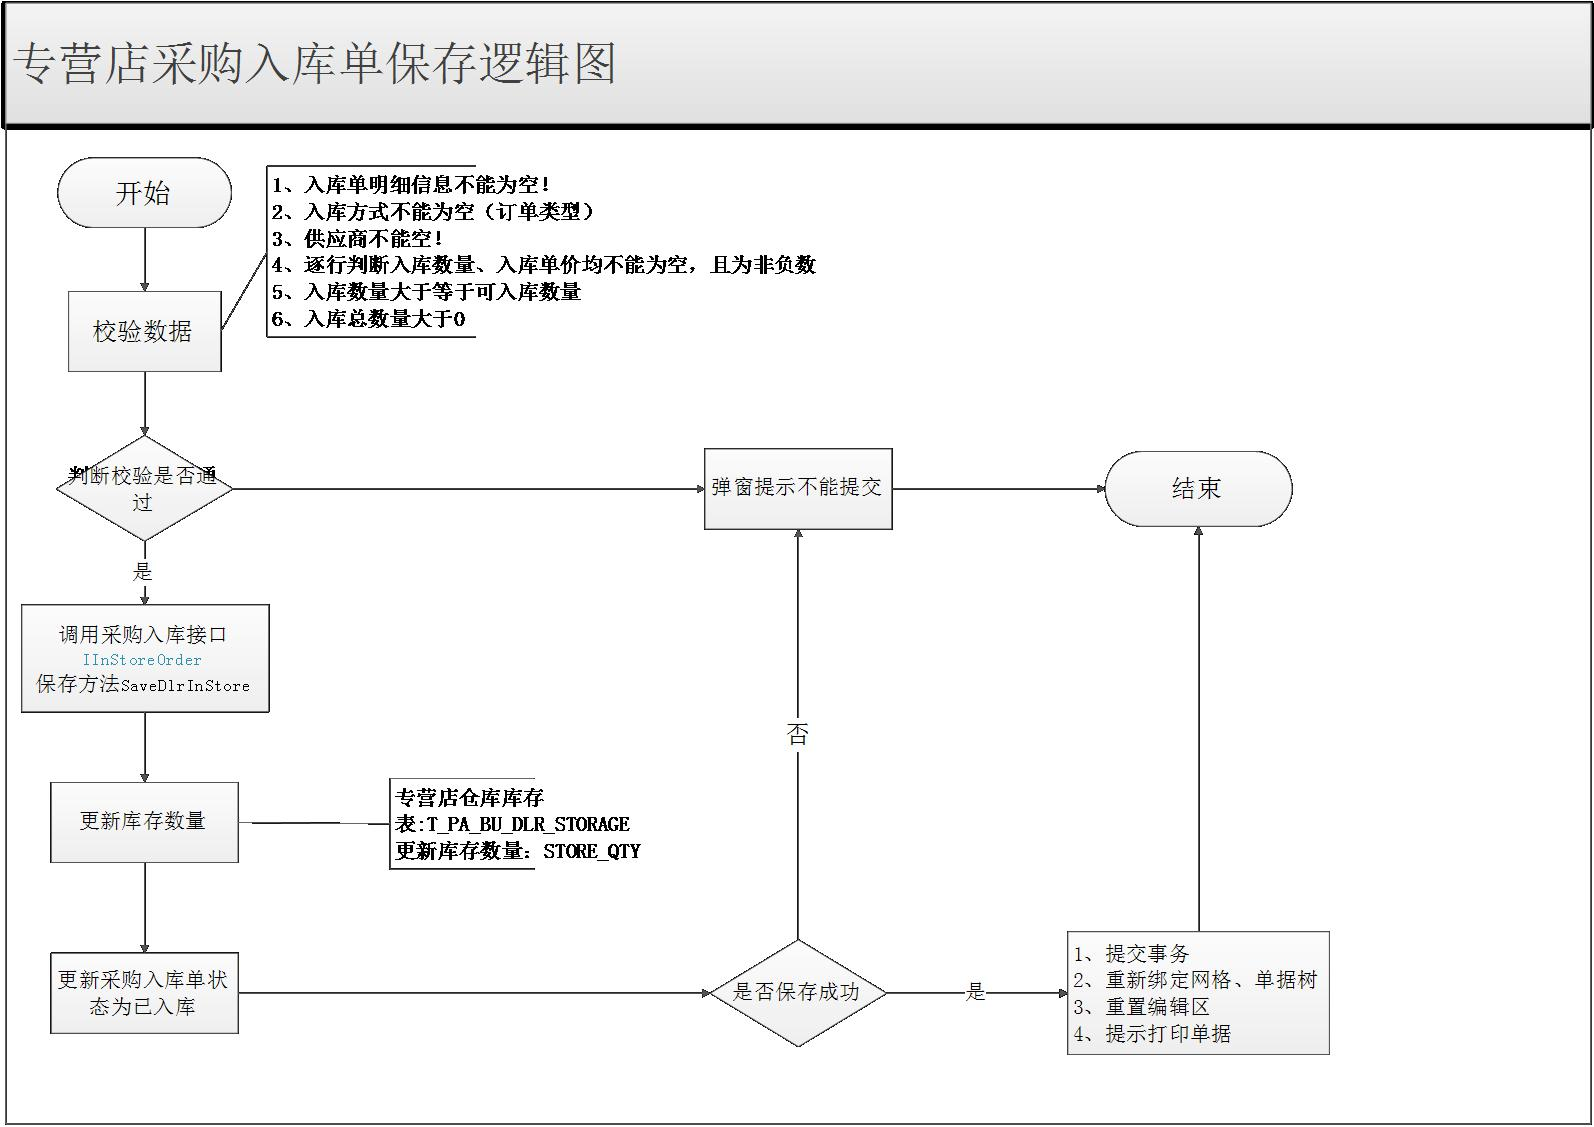 专营店采购入库单保存逻辑图
开始
1、入库单明细信息不能为空！
2、入库方式不能为空（订单类型）
3、供应商不能空！
4、逐行判断入库数量、入库单价均不能为空，且为非负数
5、入库数量大于等于可入库数量
6、入库总数量大于0
校验数据
判断校验是否通
过
弹窗提示不能提交
结束
是
调用采购入库接口
IInStoreOrder
保存方法SaveDlrInStore
否
更新库存数量
专营店仓库库存
表:T_PA_BU_DLR_STORAGE
更新库存数量：STORE_QTY
更新采购入库单状
态为已入库
是否保存成功
是
1、提交事务
2、重新绑定网格、单据树
3、重置编辑区
4、提示打印单据